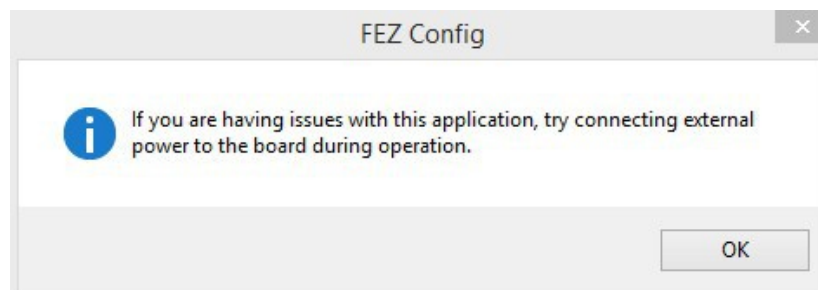 FEZ Config
If you are having issues with this application, try connecting external
power to the board during operation.
OK